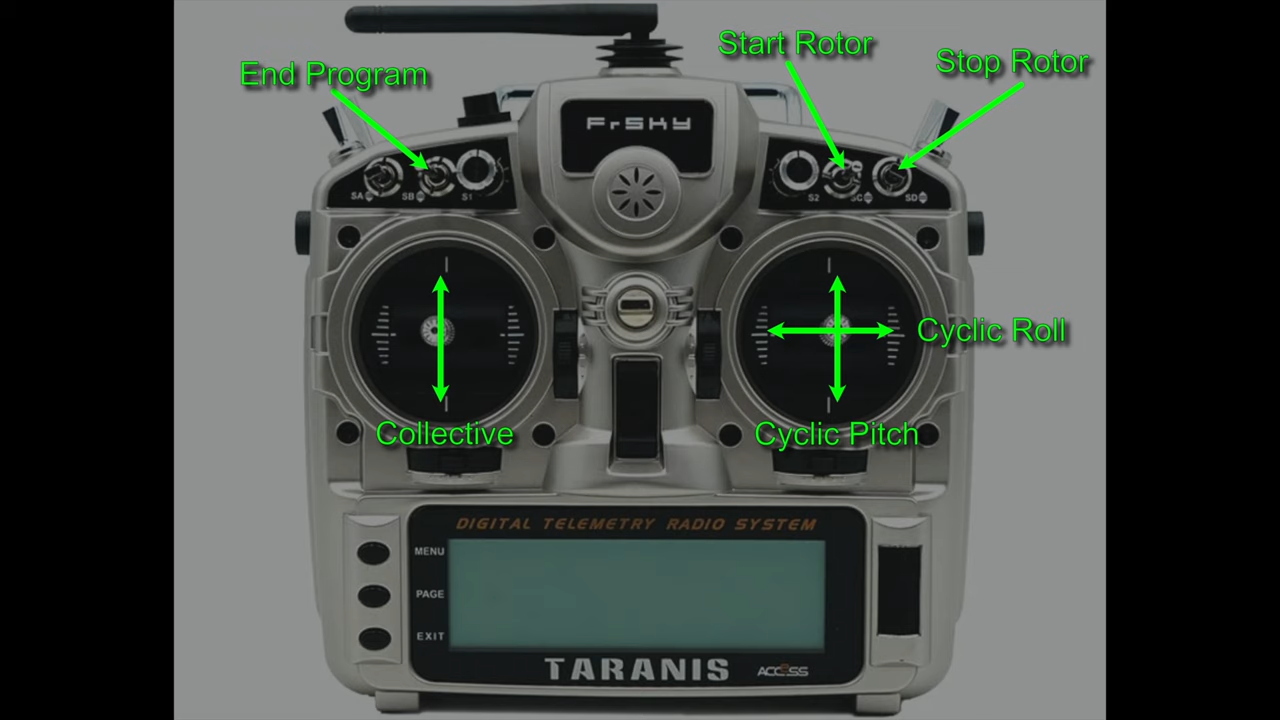 Start Rotor
Stop Rotor
End Program
FrSKY
SA
SB
S1
S2
SC
SD
Cyclic Roll
Collective
Cyclic Pitch
DIGITAL TELEMETRY RADIO SYSTEM
MENU
PAGE
EXIT
TARANIS
ACCESS